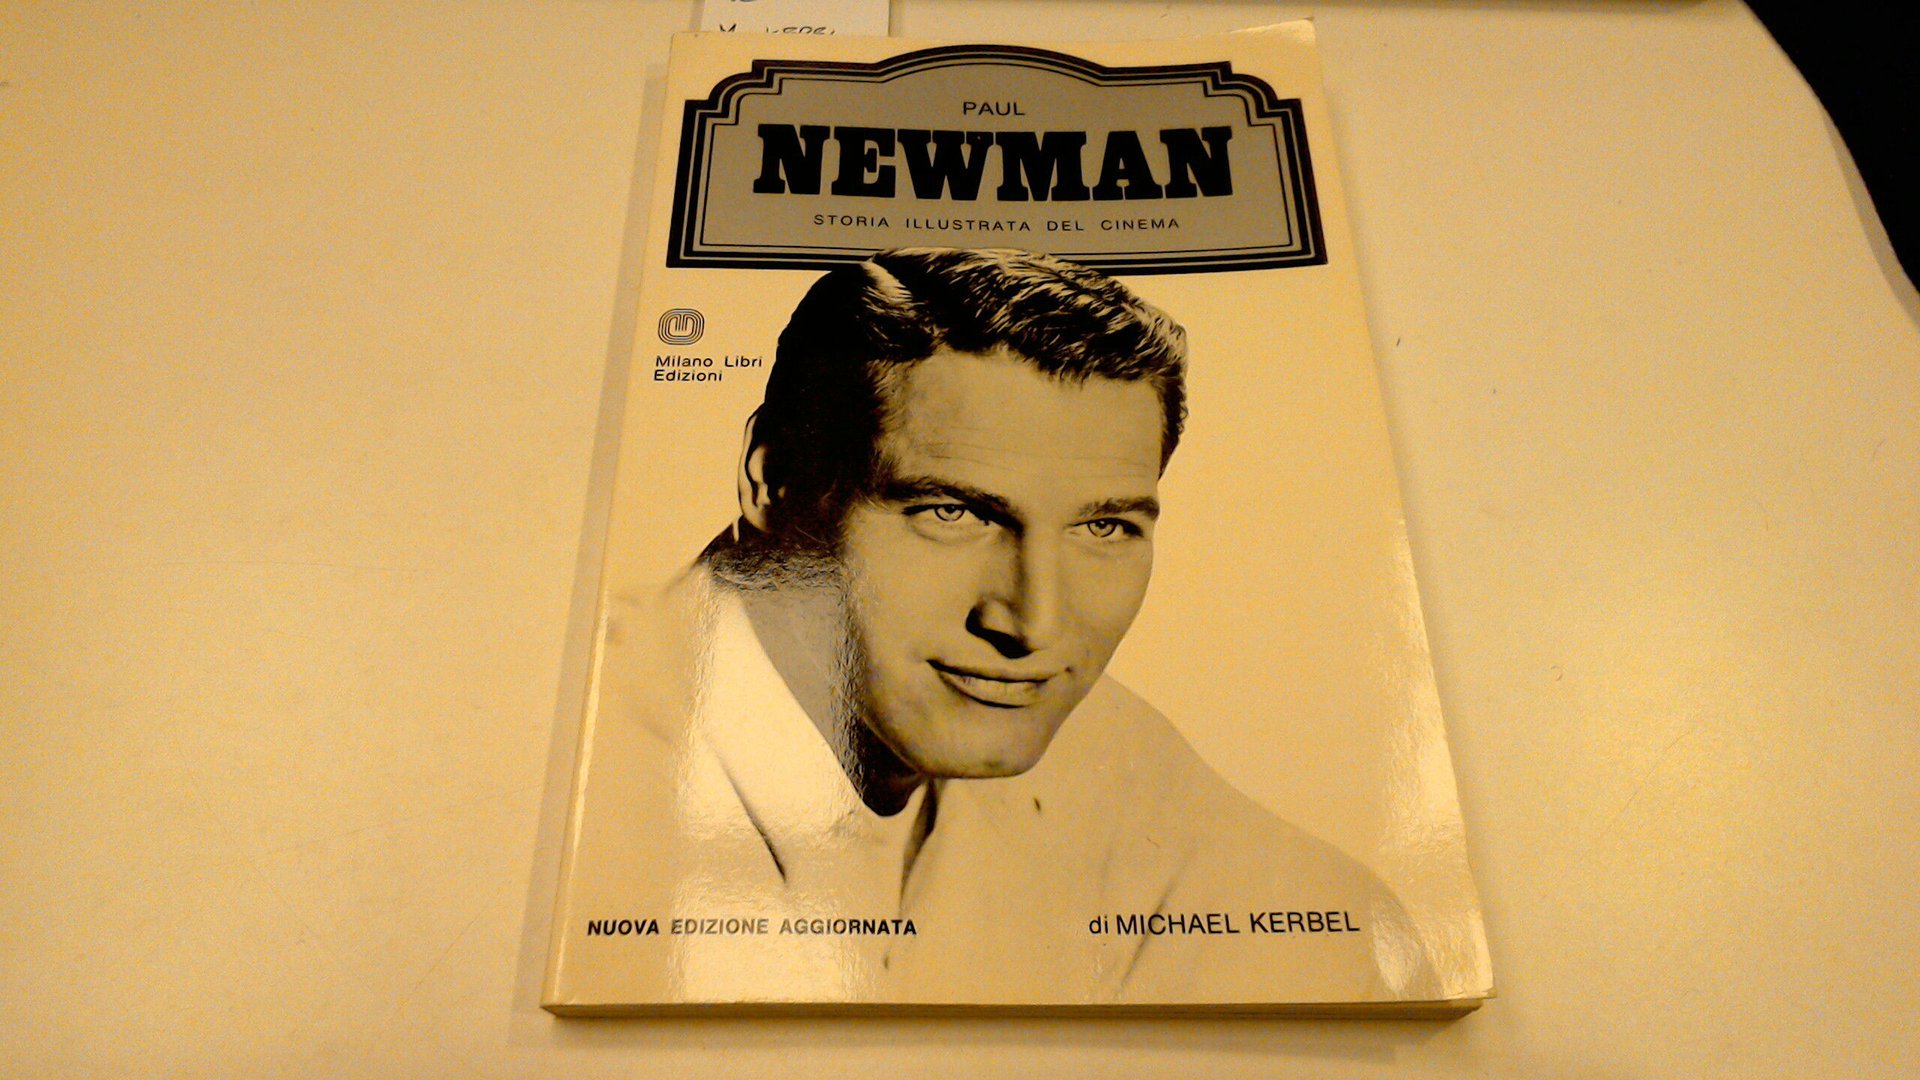 PAUL
NEWMAN
STORIA ILLUSTRATA DEL CINEMA
Milano Libri
Edizioni
NUOVA EDIZIONE AGGIORNATA
di MICHAEL KERBEL